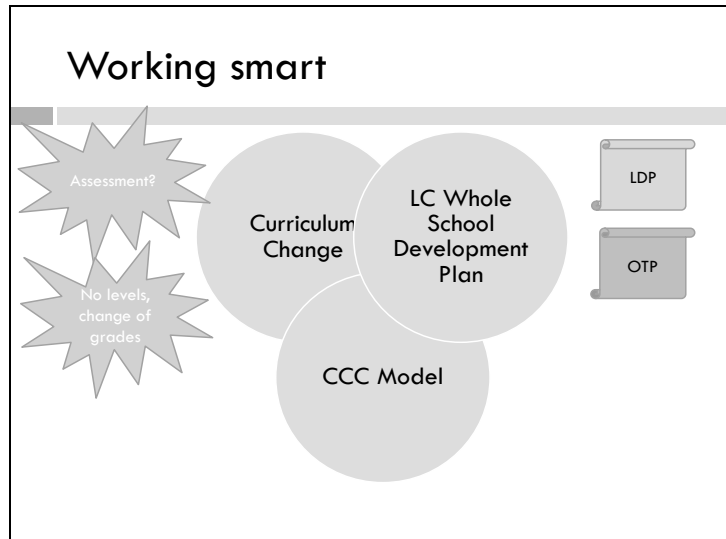 Working smart
Assessment?
No levels,
change of
grades
Curriculum
Change
LC Whole
School
Development
Plan
CCC Model
LDP
OTP